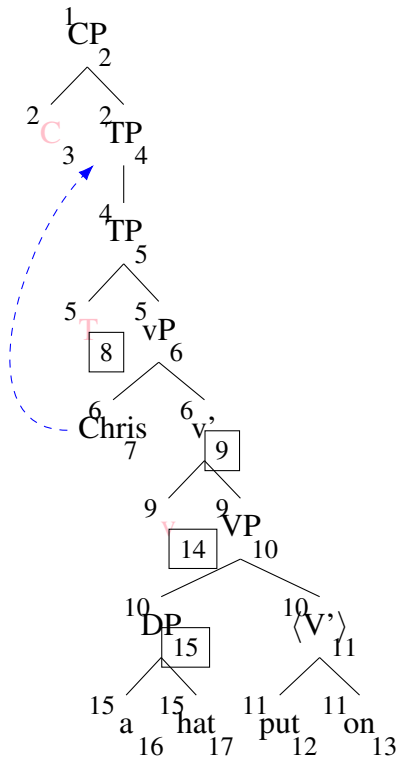 1 CP 2
2 C 3 2 TP 4
4 TP 5
5 T 8 5 vP 6
6 Chris 7 6 v' 9
9 v 14 9 VP 10
10 DP 15 10 ⟨V'⟩ 11
15 a 16 15 hat 17 11 put 12 11 on 13